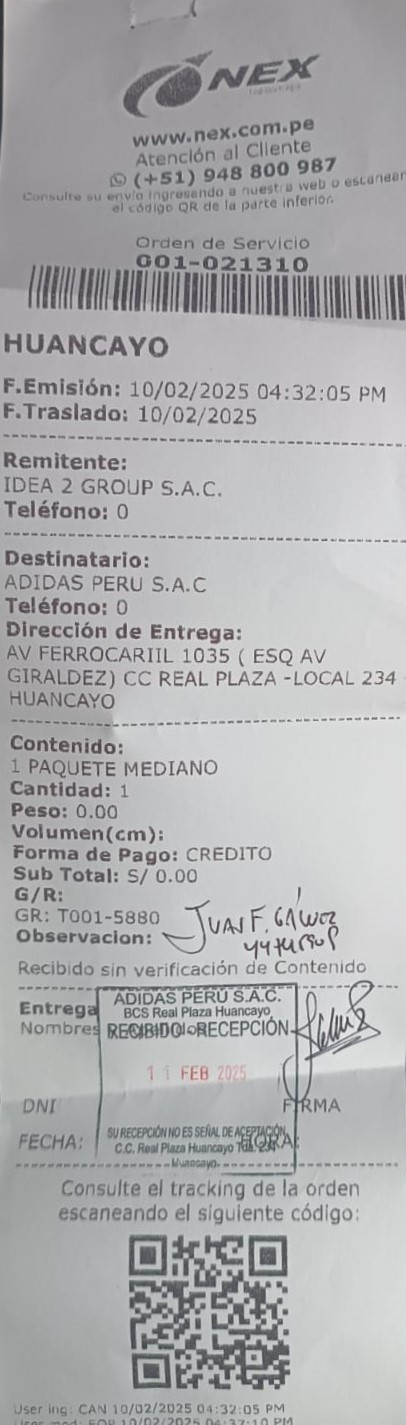 NEX
www.nex.com.pe
Atención al Cliente
(+51) 948 800 987
Consulte su envío ingresando a nuestra web o escanear
el código QR de la parte inferior.
Orden de Servicio
G01-021310
HUANCAYO
F.Emisión: 10/02/2025 04:32:05 PM
F.Traslado: 10/02/2025
Remitente:
IDEA 2 GROUP S.A.C.
Teléfono: 0
Destinatario:
ADIDAS PERU S.A.C
Teléfono: 0
Dirección de Entrega:
AV FERROCARIIL 1035 ( ESQ AV
GIRALDEZ) CC REAL PLAZA -LOCAL 234
HUANCAYO
Contenido:
1 PAQUETE MEDIANO
Cantidad: 1
Peso: 0.00
Volumen(cm):
Forma de Pago: CREDITO
Sub Total: S/ 0.00
G/R:
GR: T001-5880
JUAN F. GÁLVEZ
Observacion:
Recibido sin verificación de Contenido
ADIDAS PERÚ S.A.C.
Entrega
BCS Real Plaza Huancayo
Nombres
RECIBIDO RECEPCIÓN
11 FEB 2025
DNI
FIRMA
SU RECEPCIÓN NO ES SEÑAL DE ACEPTACIÓN
FECHA:
HORA:
C.C. Real Plaza Huancayo
Huancayo
Consulte el tracking de la orden
escaneando el siguiente código:
User ing: CAN 10/02/2025 04:32:05 PM